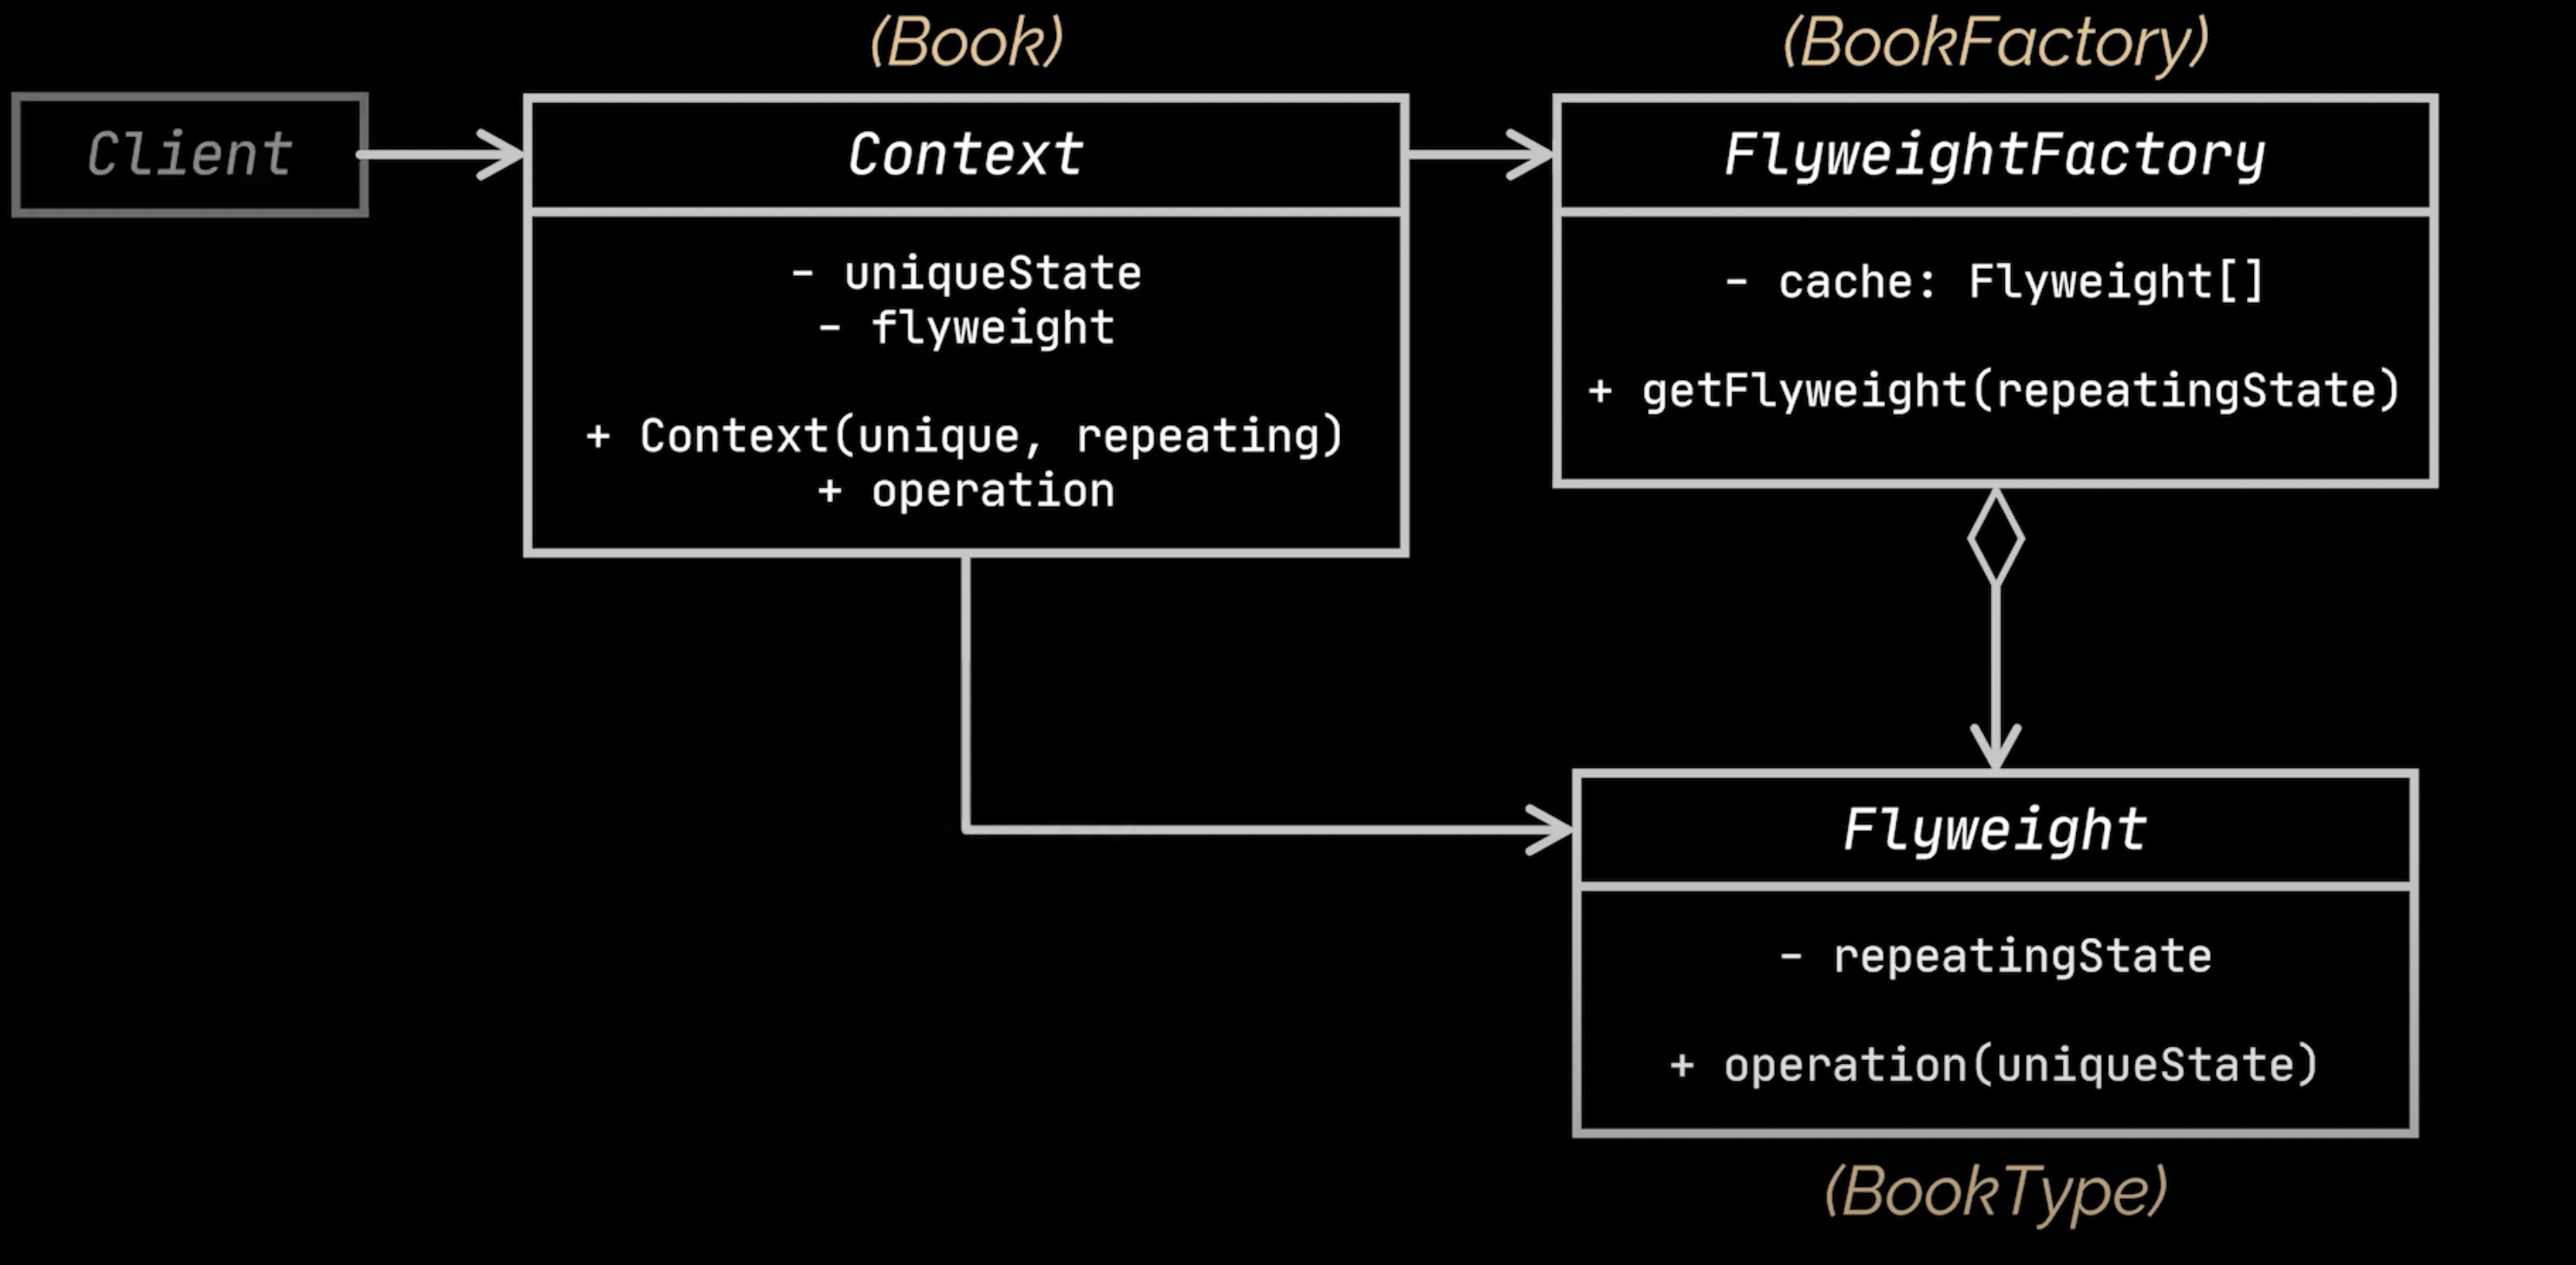 (Book)
(BookFactory)
Client
Context
FlyweightFactory
- uniqueState
- flyweight
+ Context(unique, repeating)
+ operation
- cache: Flyweight[]
+ getFlyweight(repeatingState)
Flyweight
- repeatingState
+ operation(uniqueState)
(BookType)